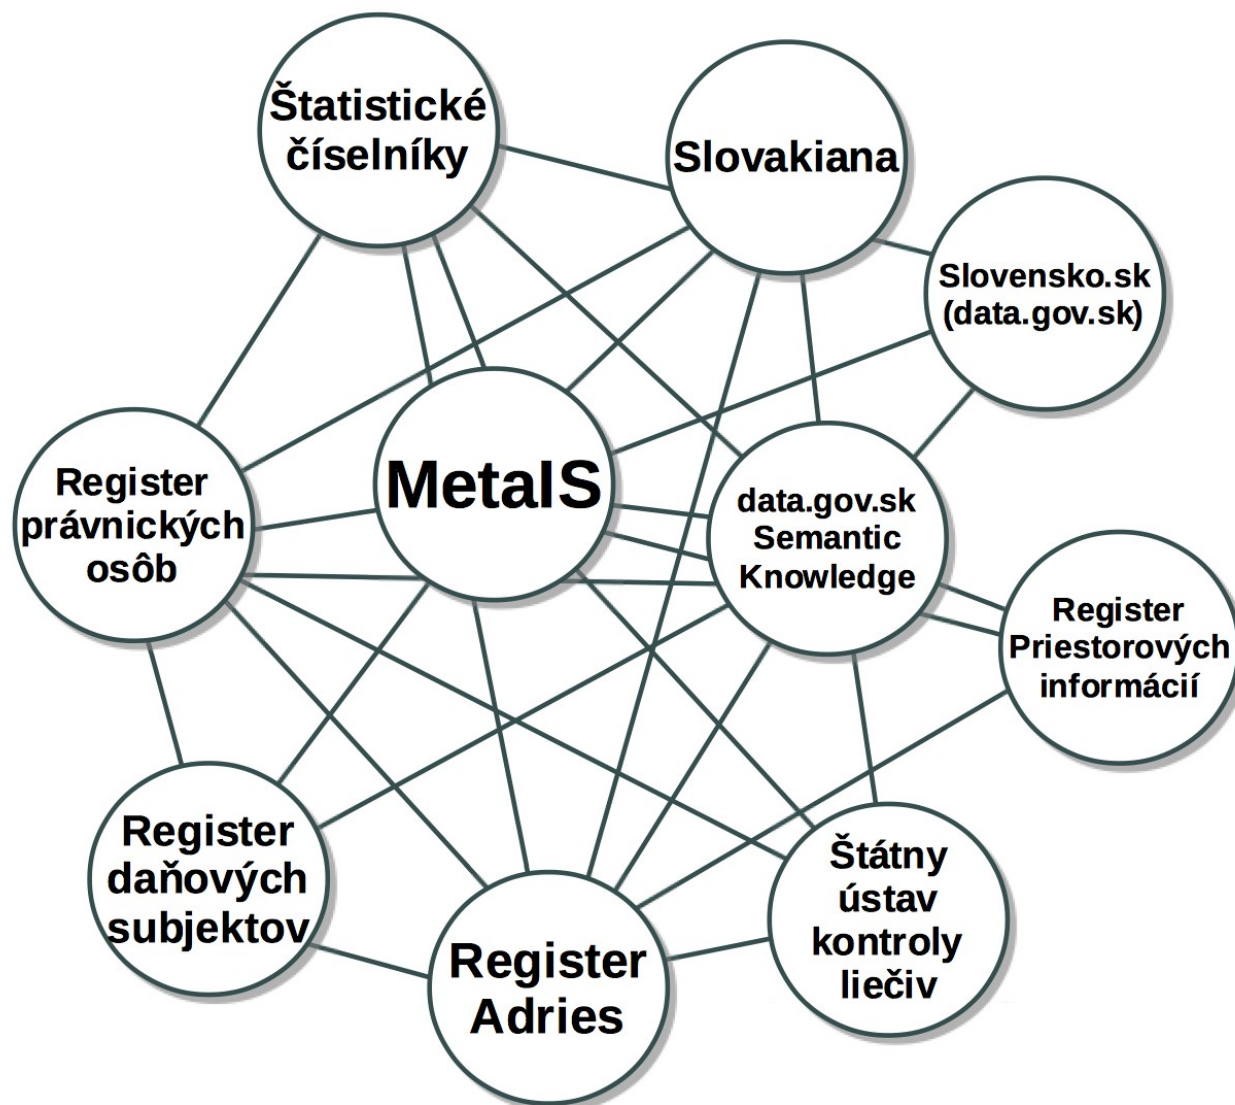 Štatistické
číselníky
Slovakiana
Slovensko.sk
(data.gov.sk)
MetaIS
Register
právnických
osôb
data.gov.sk
Semantic
Knowledge
Register
Priestorových
informácií
Register
daňových
subjektov
Register
Adries
Štátny
ústav
kontroly
liečiv